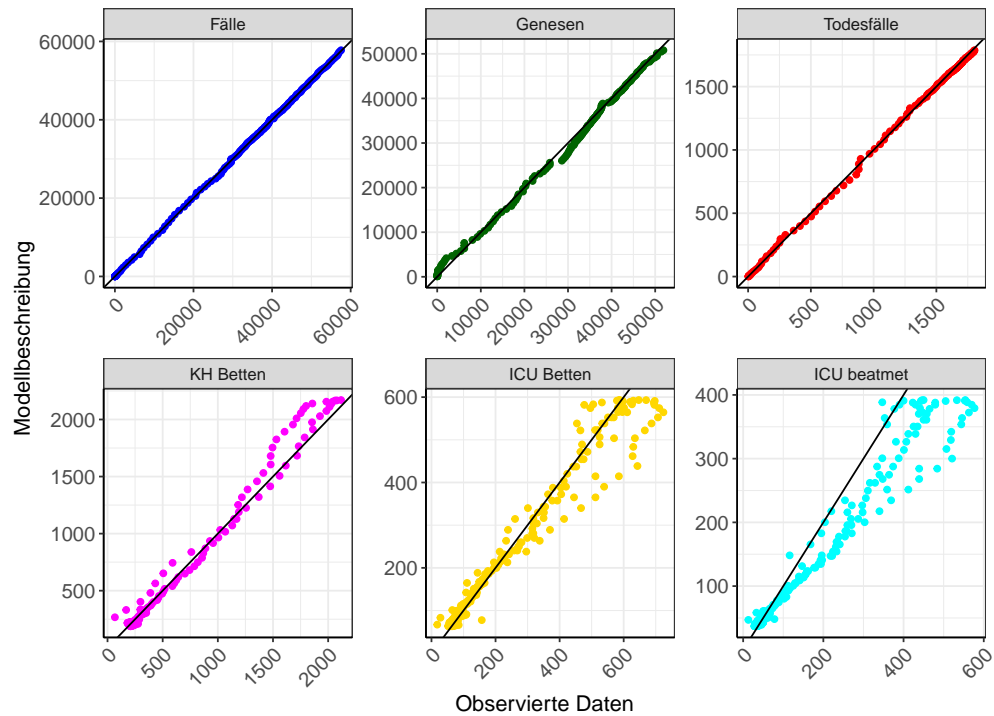 Fälle Genesen Todesfälle
60000
40000
20000
0
0 20000 40000 60000
50000
40000
30000
20000
10000
0
0 10000 20000 30000 40000 50000
1500
1000
500
0
0 500 1000 1500
Modellbeschreibung
KH Betten ICU Betten ICU beatmet
2000
1500
1000
500
0 500 1000 1500 2000
600
400
200
0 200 400 600
400
300
200
100
0 200 400 600
Observierte Daten